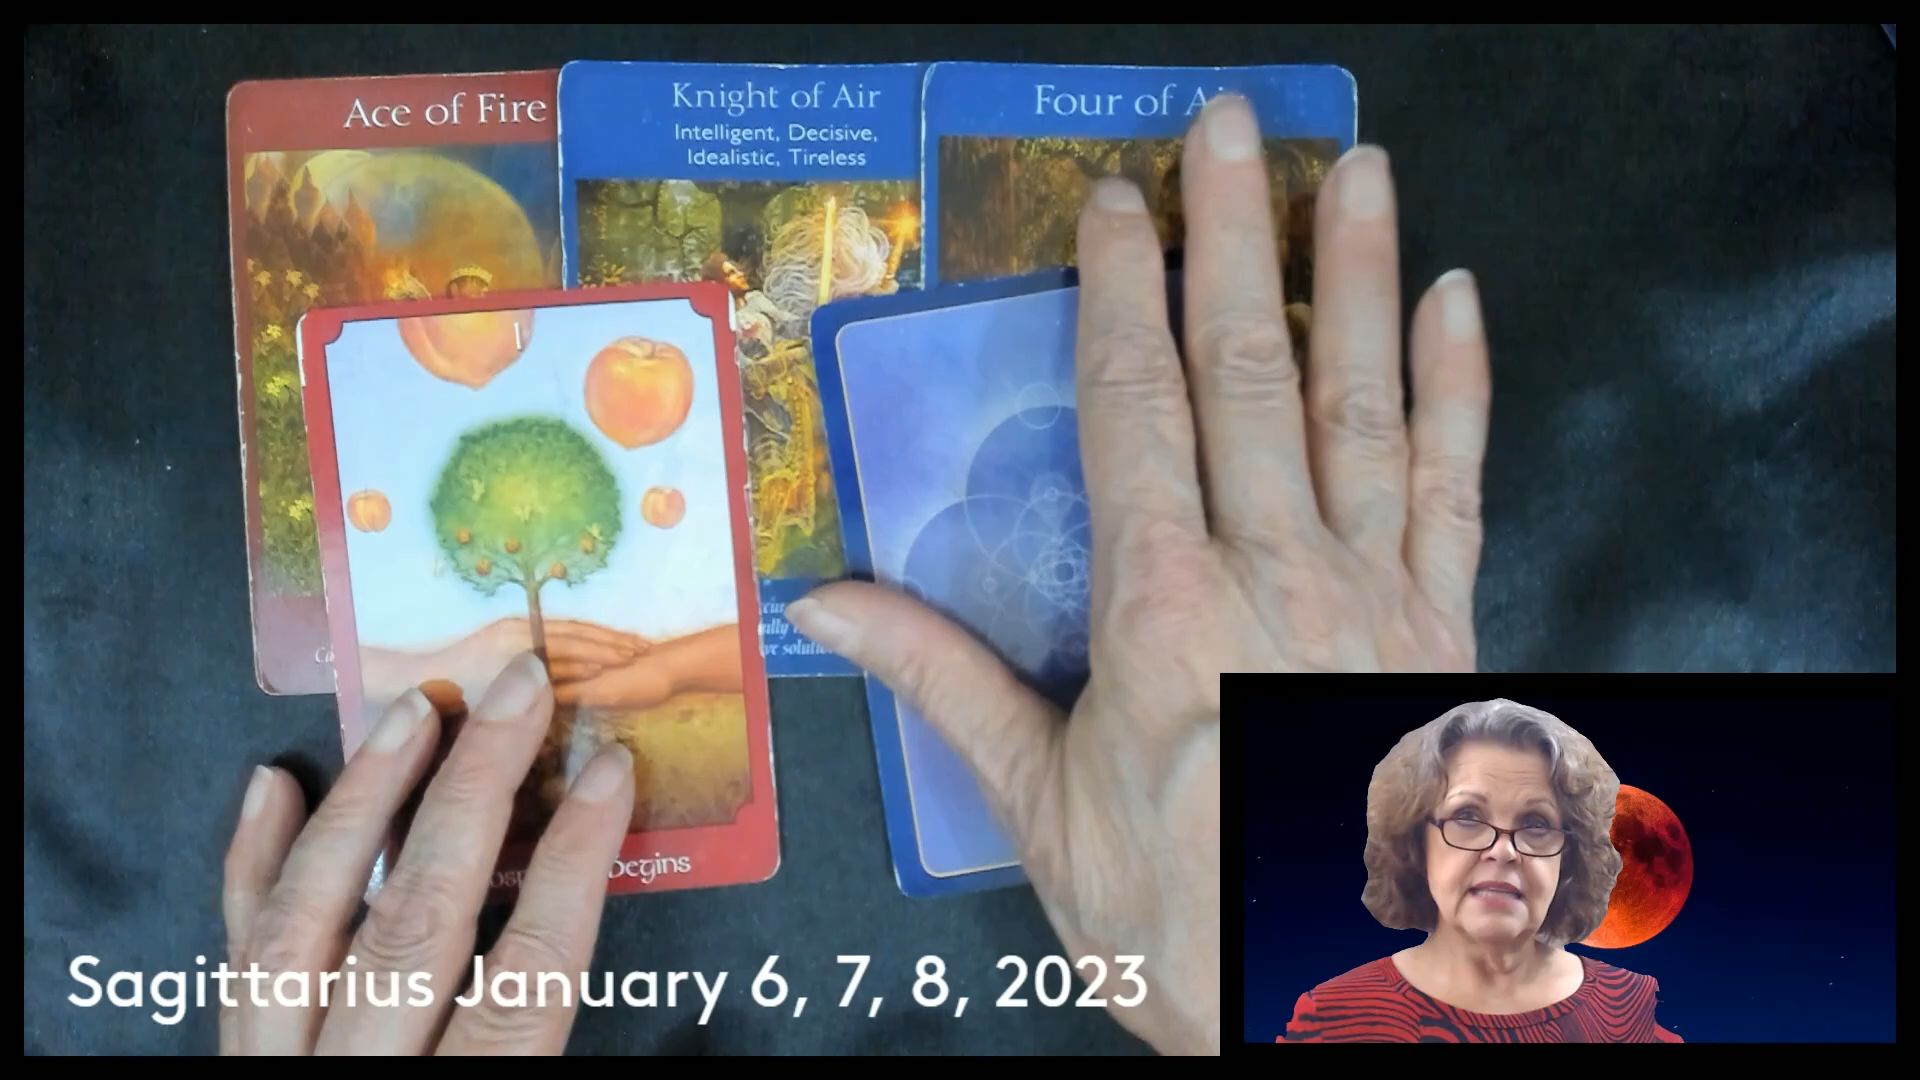 Ace of Fire
Knight of Air
Intelligent, Decisive,
Idealistic, Tireless
Four of
1
Begins
Sagittarius January 6, 7, 8, 2023